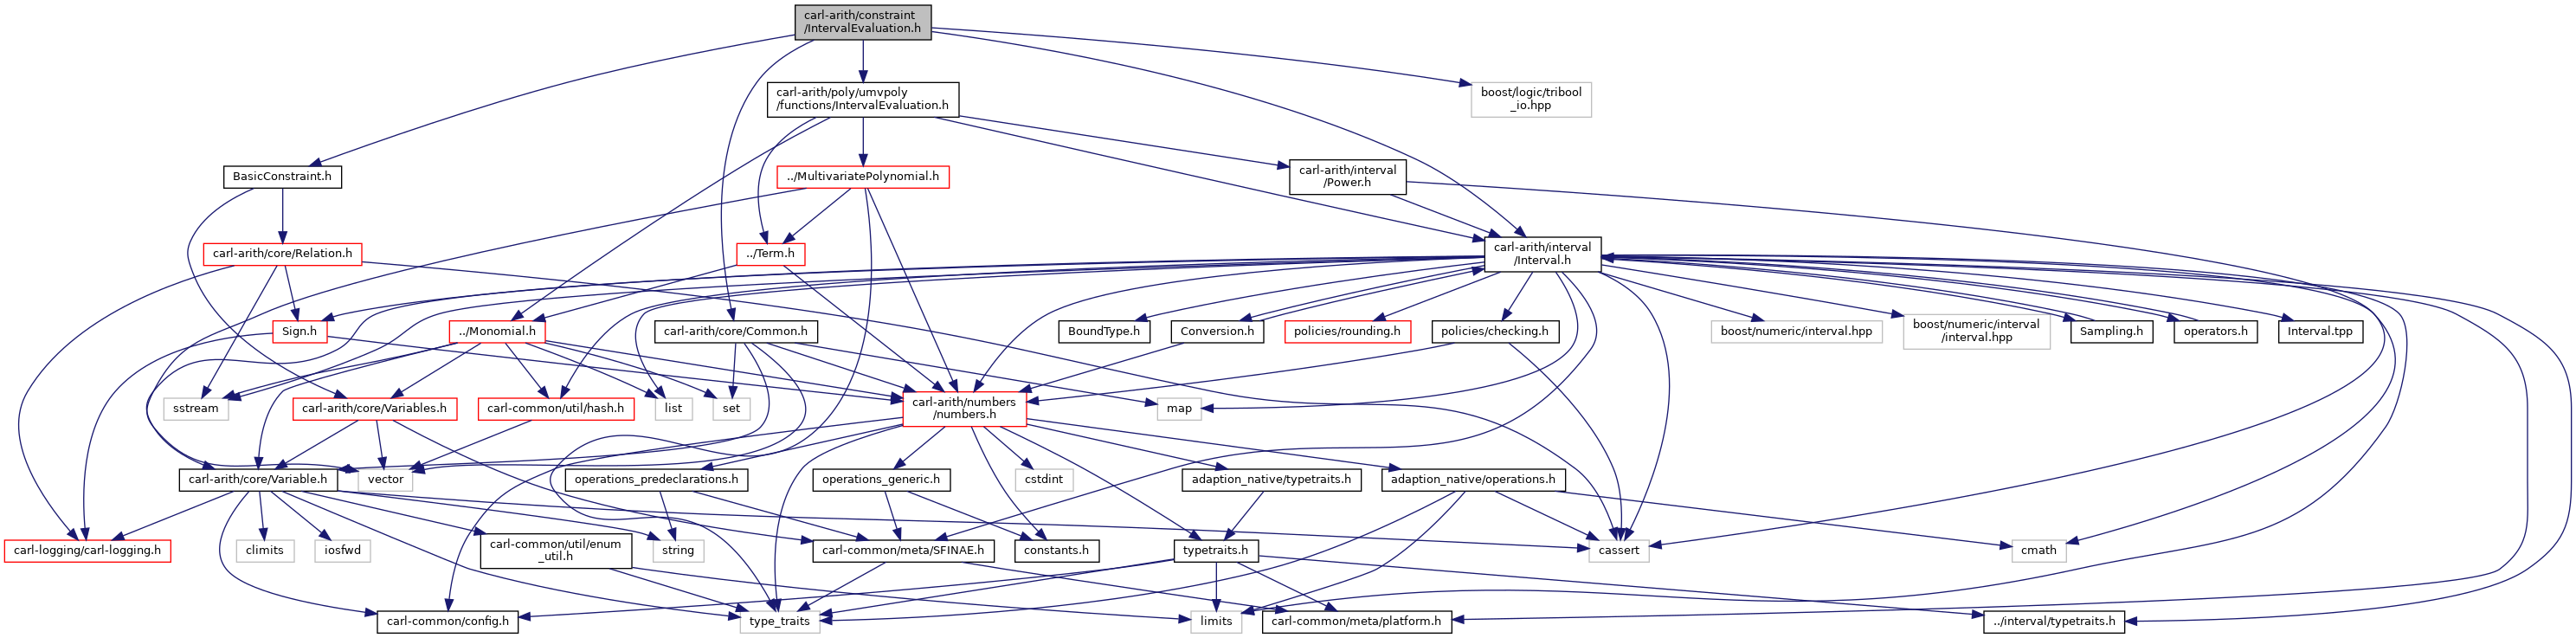 carl-arith/constraint
/IntervalEvaluation.h
carl-arith/poly/umvpoly
/functions/IntervalEvaluation.h
boost/logic/tribool
_io.hpp
BasicConstraint.h
../MultivariatePolynomial.h
carl-arith/interval
/Power.h
carl-arith/core/Relation.h
../Term.h
carl-arith/interval
/Interval.h
Sign.h
../Monomial.h
carl-arith/core/Common.h
BoundType.h
Conversion.h
policies/rounding.h
policies/checking.h
boost/numeric/interval.hpp
boost/numeric/interval
/interval.hpp
Sampling.h
operators.h
Interval.tpp
sstream
carl-arith/core/Variables.h
carl-common/util/hash.h
list
set
carl-arith/numbers
/numbers.h
map
carl-arith/core/Variable.h
vector
operations_predeclarations.h
operations_generic.h
cstdint
adaption_native/typetraits.h
adaption_native/operations.h
carl-logging/carl-logging.h
climits
iosfwd
carl-common/util/enum
_util.h
string
carl-common/meta/SFINAE.h
constants.h
typetraits.h
cassert
cmath
carl-common/config.h
type_traits
limits
carl-common/meta/platform.h
../interval/typetraits.h